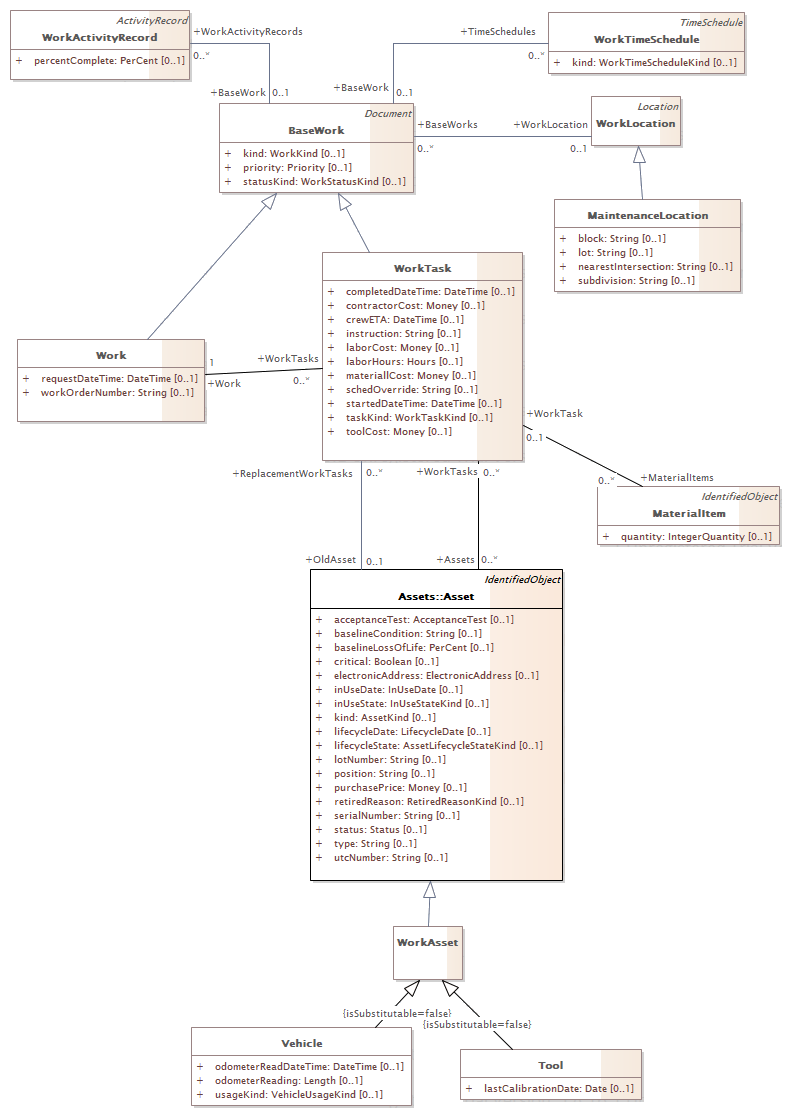 ActivityRecord
WorkActivityRecord
+ percentComplete: PerCent [0..1]
+WorkActivityRecords
0..*
+BaseWork 0..1
+TimeSchedules
0..*
+BaseWork
0..1
TimeSchedule
WorkTimeSchedule
+ kind: WorkTimeScheduleKind [0..1]
Document
BaseWork
+ kind: WorkKind [0..1]
+ priority: Priority [0..1]
+ statusKind: WorkStatusKind [0..1]
+BaseWorks
0..*
+WorkLocation
0..1
Location
WorkLocation
MaintenanceLocation
+ block: String [0..1]
+ lot: String [0..1]
+ nearestIntersection: String [0..1]
+ subdivision: String [0..1]
WorkTask
+ completedDateTime: DateTime [0..1]
+ contractorCost: Money [0..1]
+ crewETA: DateTime [0..1]
+ instruction: String [0..1]
+ laborCost: Money [0..1]
+ laborHours: Hours [0..1]
+ materiallCost: Money [0..1]
+ schedOverride: String [0..1]
+ startedDateTime: DateTime [0..1]
+ taskKind: WorkTaskKind [0..1]
+ toolCost: Money [0..1]
Work
+ requestDateTime: DateTime [0..1]
+ workOrderNumber: String [0..1]
1
+Work
+WorkTasks
0..*
+WorkTask
0..1
0..*
+MaterialItems
IdentifiedObject
MaterialItem
+ quantity: IntegerQuantity [0..1]
+ReplacementWorkTasks 0..*
+WorkTasks 0..*
+OldAsset 0..1
+Assets 0..*
IdentifiedObject
Assets::Asset
+ acceptanceTest: AcceptanceTest [0..1]
+ baselineCondition: String [0..1]
+ baselineLossOfLife: PerCent [0..1]
+ critical: Boolean [0..1]
+ electronicAddress: ElectronicAddress [0..1]
+ inUseDate: InUseDate [0..1]
+ inUseState: InUseStateKind [0..1]
+ kind: AssetKind [0..1]
+ lifecycleDate: LifecycleDate [0..1]
+ lifecycleState: AssetLifecycleStateKind [0..1]
+ lotNumber: String [0..1]
+ position: String [0..1]
+ purchasePrice: Money [0..1]
+ retiredReason: RetiredReasonKind [0..1]
+ serialNumber: String [0..1]
+ status: Status [0..1]
+ type: String [0..1]
+ utcNumber: String [0..1]
WorkAsset
{isSubstitutable=false}
{isSubstitutable=false}
Vehicle
+ odometerReadDateTime: DateTime [0..1]
+ odometerReading: Length [0..1]
+ usageKind: VehicleUsageKind [0..1]
Tool
+ lastCalibrationDate: Date [0..1]